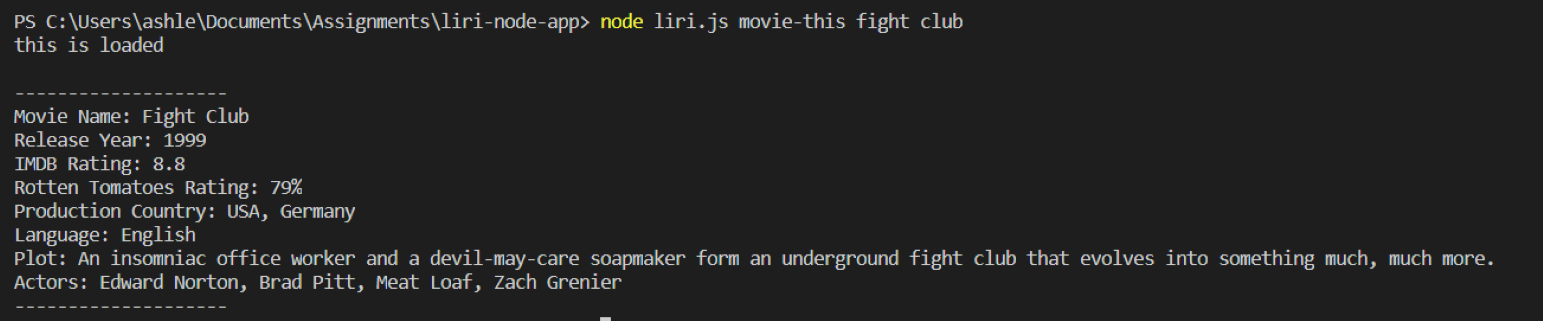 PS C:\Users\ashle\Documents\Assignments\liri-node-app> node liri.js movie-this fight club
this is loaded
--------------------
Movie Name: Fight Club
Release Year: 1999
IMDB Rating: 8.8
Rotten Tomatoes Rating: 79%
Production Country: USA, Germany
Language: English
Plot: An insomniac office worker and a devil-may-care soapmaker form an underground fight club that evolves into something much, much more.
Actors: Edward Norton, Brad Pitt, Meat Loaf, Zach Grenier
--------------------